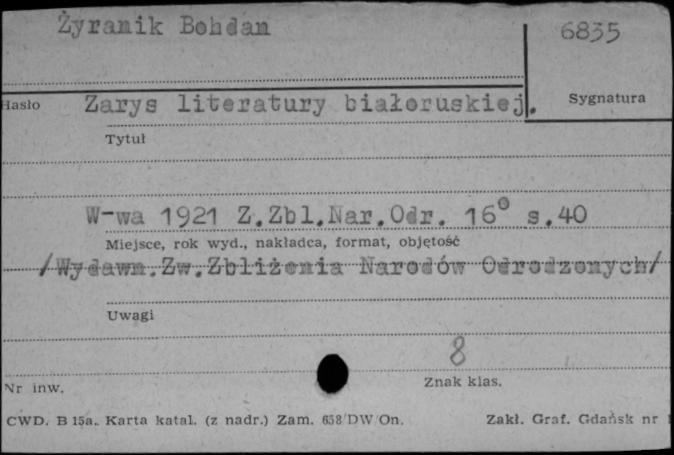 Żyranik Bohdan
6835
Hasło
Zarys literatury białoruskiej.
Sygnatura
Tytuł
W-wa 1921 Z.Zbl.Nar.Odr. 16° s.40
Miejsce, rok wyd., nakładca, format, objętość
/Wydawn.Zw.Zbliżenia Narodów Odrodzonych/
Uwagi
8
Nr inw.
Znak klas.
CWD. B 15a. Karta katal. (z nadr.) Zam. 658/DW/On.
Zakł. Graf. Gdańsk nr